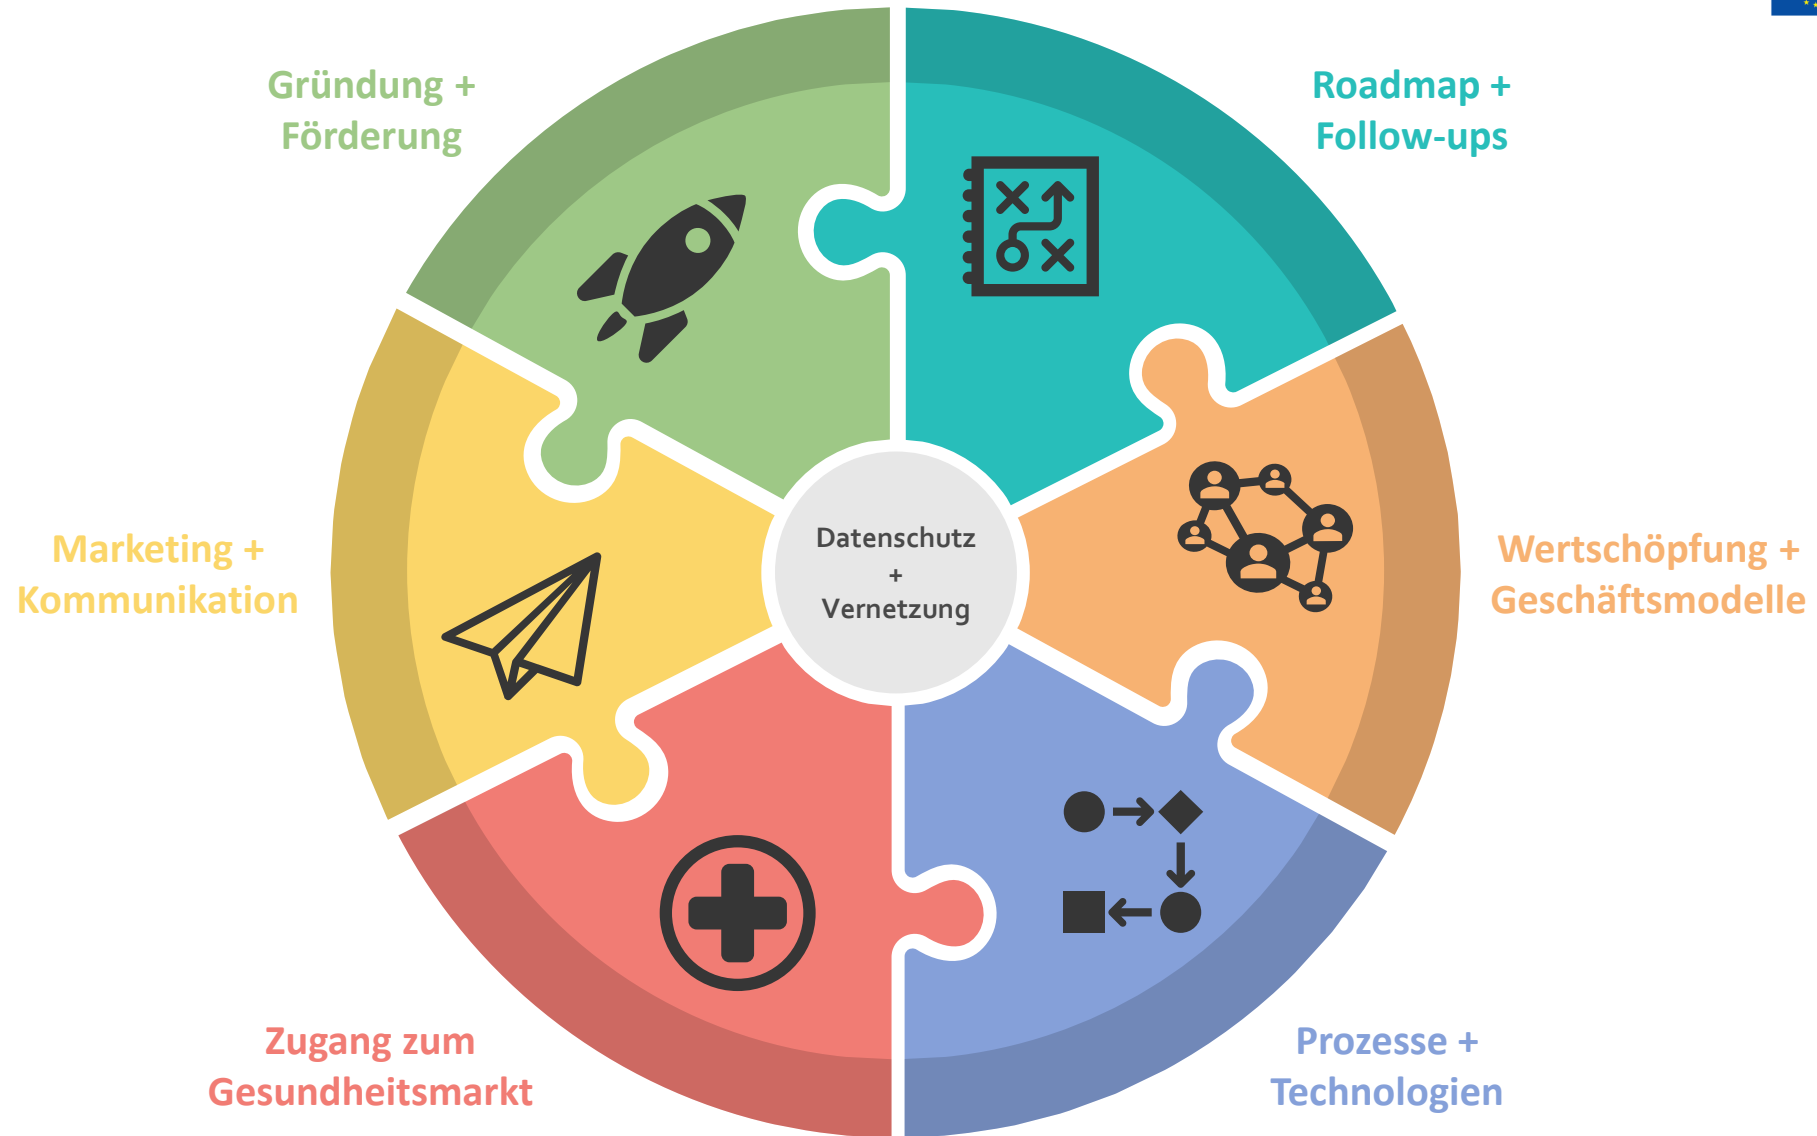 Gründung +
Förderung
Roadmap +
Follow-ups
Marketing +
Kommunikation
Datenschutz
+
Vernetzung
Wertschöpfung +
Geschäftsmodelle
Zugang zum
Gesundheitsmarkt
Prozesse +
Technologien